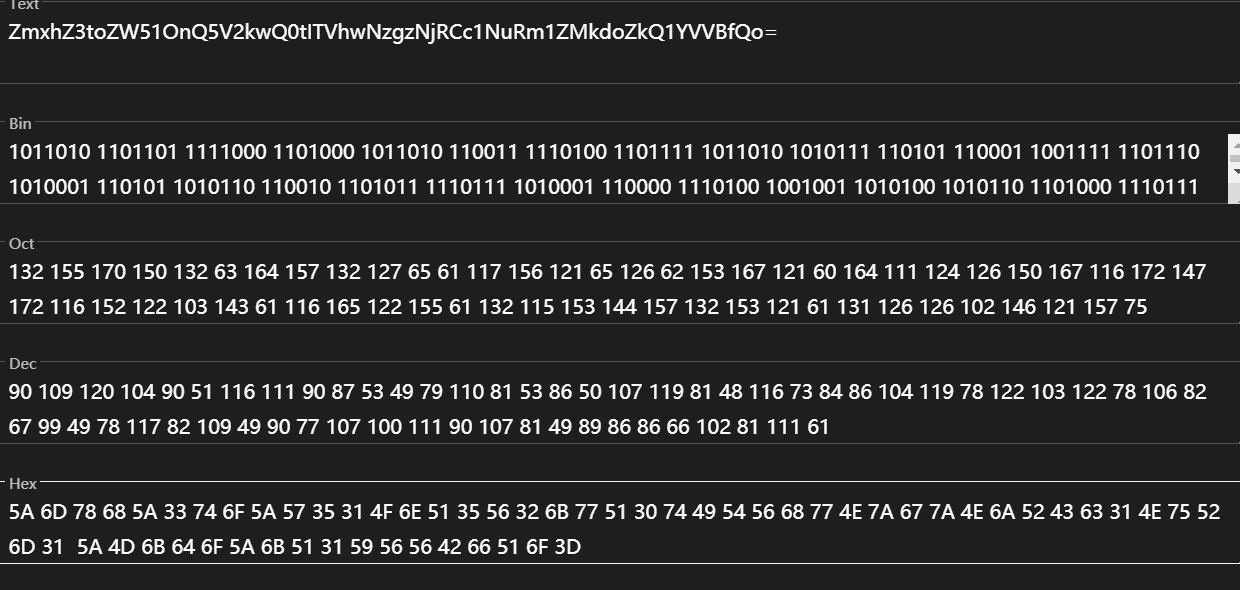 Text
ZmxhZ3toZW51OnQ5V2kwQ0tITVhwNzgzNjRCc1NuRm1ZMkdoZkQ1YVVBfQo=
Bin
1011010 1101101 1111000 1101000 1011010 110011 1110100 1101111 1011010 1010111 110101 110001 1001111 1101110
1010001 110101 1010110 110010 1101011 1110111 1010001 110000 1110100 1001001 1010100 1010110 1101000 1110111
Oct
132 155 170 150 132 63 164 157 132 127 65 61 117 156 121 65 126 62 153 167 121 60 164 111 124 126 150 167 116 172 147
172 116 152 122 103 143 61 116 165 122 155 61 132 115 153 144 157 132 153 121 61 131 126 126 102 146 121 157 75
Dec
90 109 120 104 90 51 116 111 90 87 53 49 79 110 81 53 86 50 107 119 81 48 116 73 84 86 104 119 78 122 103 122 78 106 82
67 99 49 78 117 82 109 49 90 77 107 100 111 90 107 81 49 89 86 86 66 102 81 111 61
Hex
5A 6D 78 68 5A 33 74 6F 5A 57 35 31 4F 6E 51 35 56 32 6B 77 51 30 74 49 54 56 68 77 4E 7A 67 7A 4E 6A 52 43 63 31 4E 75 52
6D 31  5A 4D 6B 64 6F 5A 6B 51 31 59 56 56 42 66 51 6F 3D